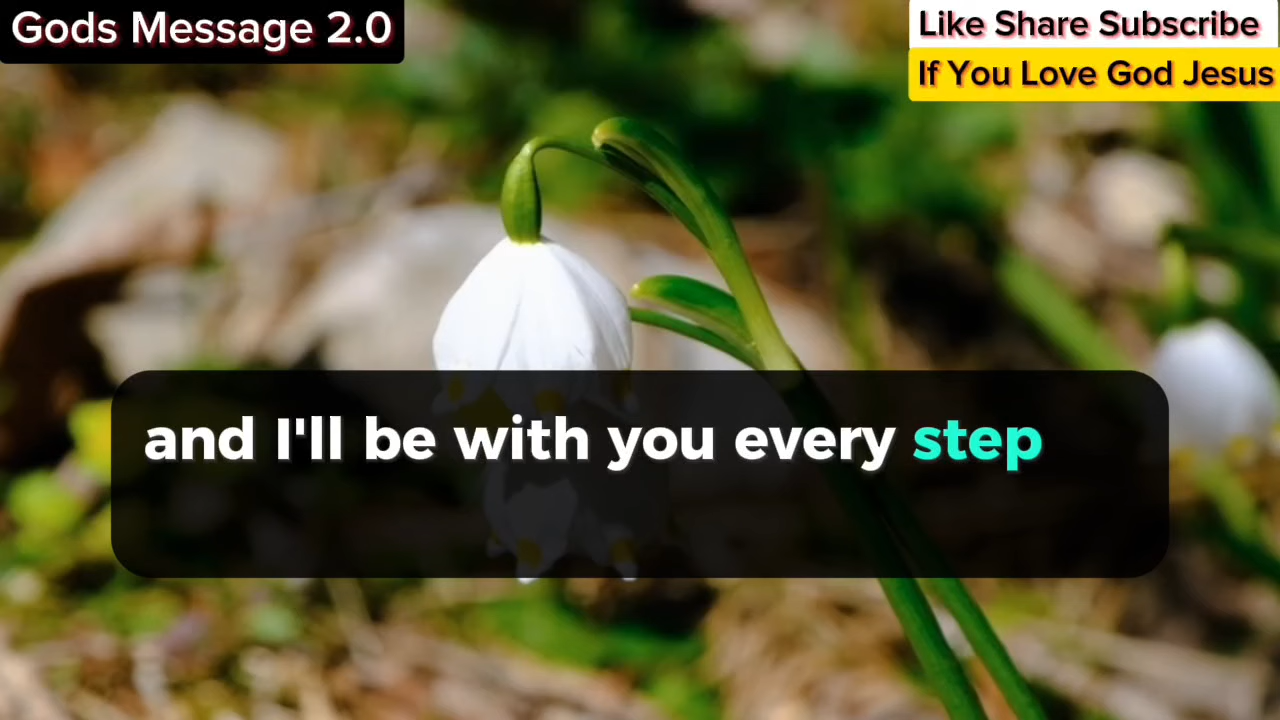 Gods Message 2.0
Like Share Subscribe
If You Love God Jesus
and I'll be with you every step